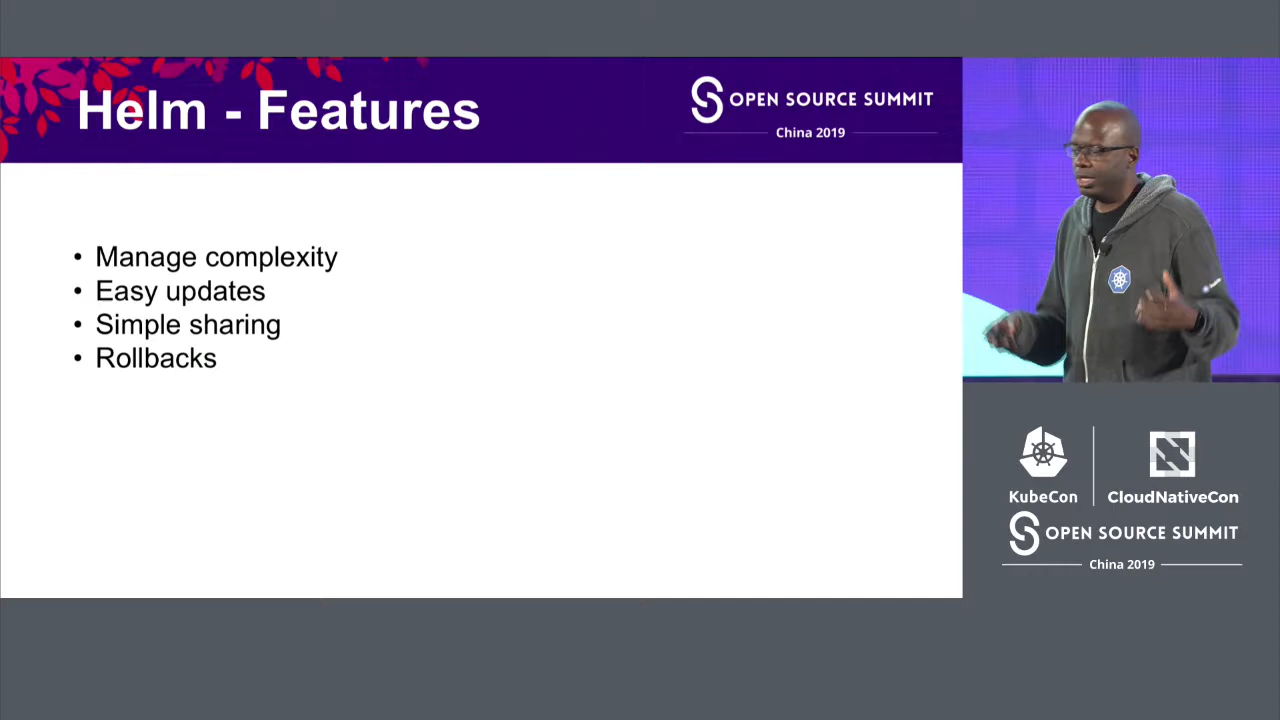 Helm - Features
OPEN SOURCE SUMMIT
China 2019
• Manage complexity
• Easy updates
• Simple sharing
• Rollbacks
KubeCon
CloudNativeCon
OPEN SOURCE SUMMIT
China 2019